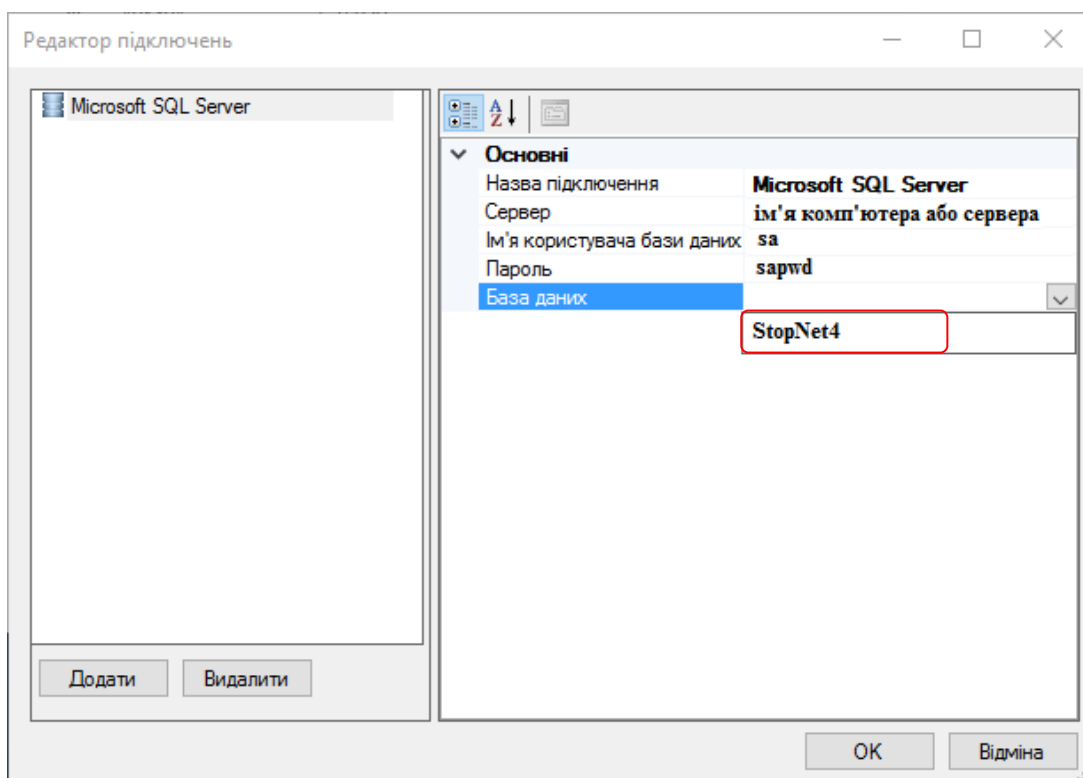 Редактор підключень
Microsoft SQL Server
Основні
Назва підключення Microsoft SQL Server
Сервер ім'я комп'ютера або сервера
Ім'я користувача бази даних sa
Пароль sapwd
База даних
StopNet4
Додати Видалити
OK Відміна